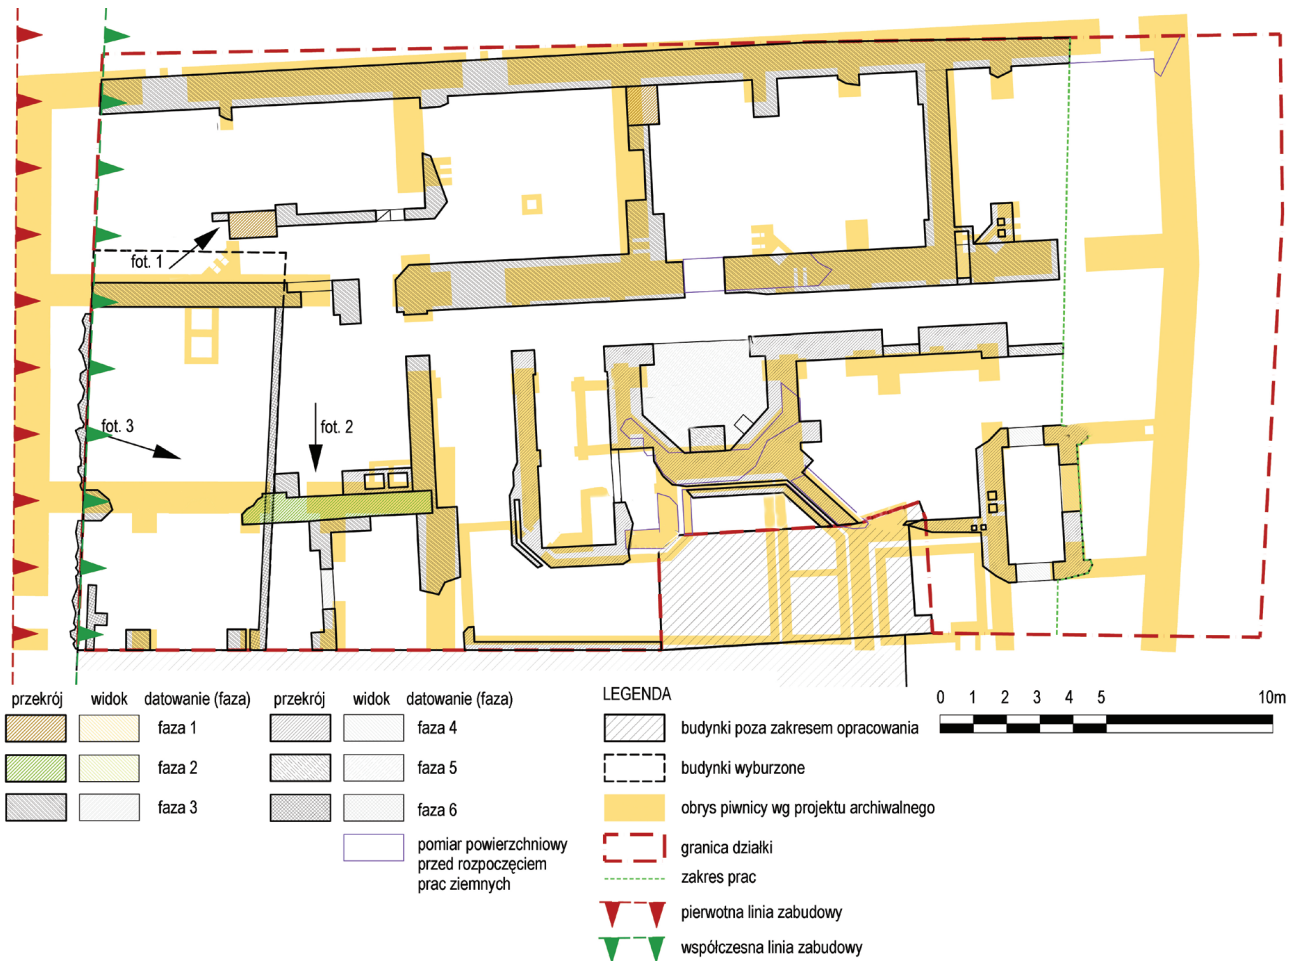 fot. 1
fot. 3
fot. 2
przekrój widok datowanie (faza)
faza 1
faza 2
faza 3
przekrój widok datowanie (faza)
faza 4
faza 5
faza 6
pomiar powierzchniowy
przed rozpoczęciem
prac ziemnych
LEGENDA
budynki poza zakresem opracowania
budynki wyburzone
obrys piwnicy wg projektu archiwalnego
granica działki
zakres prac
pierwotna linia zabudowy
współczesna linia zabudowy
0 1 2 3 4 5 10m